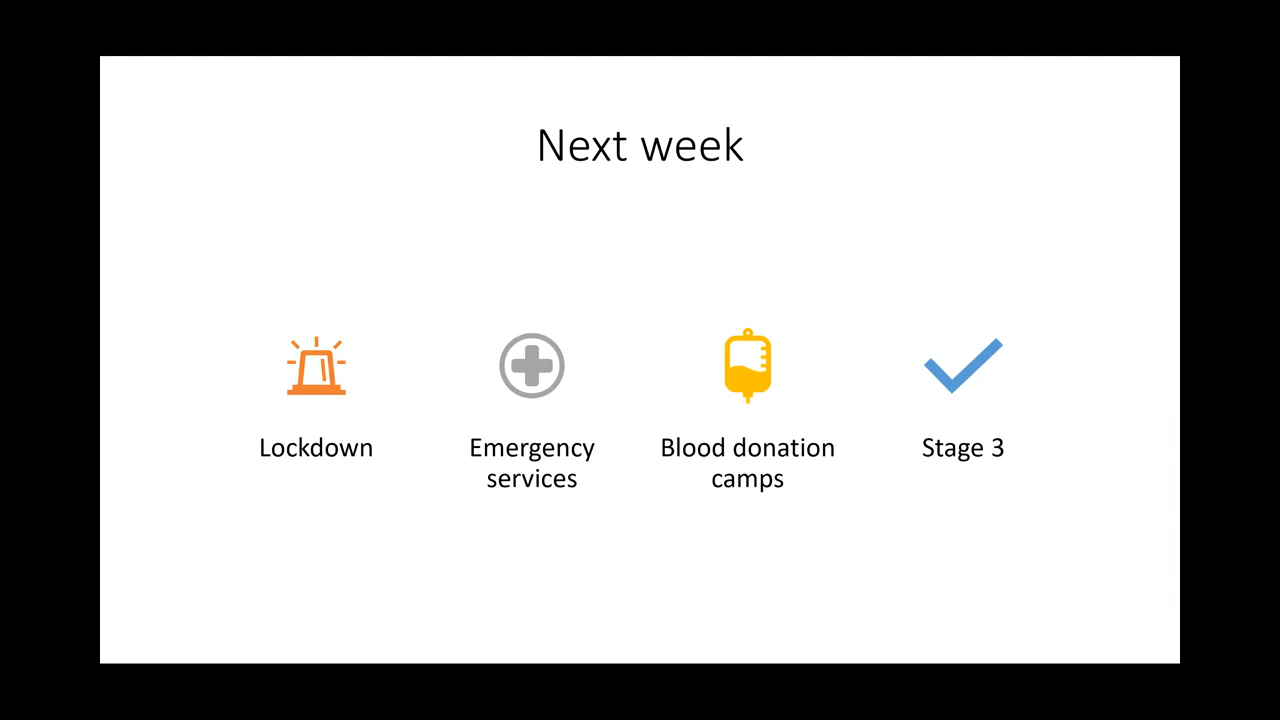 Next week
Lockdown
Emergency
services
Blood donation
camps
Stage 3